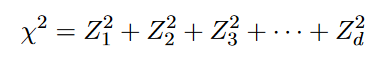 χ² = Z₁² + Z₂² + Z₃² + ⋯ + Z_d²